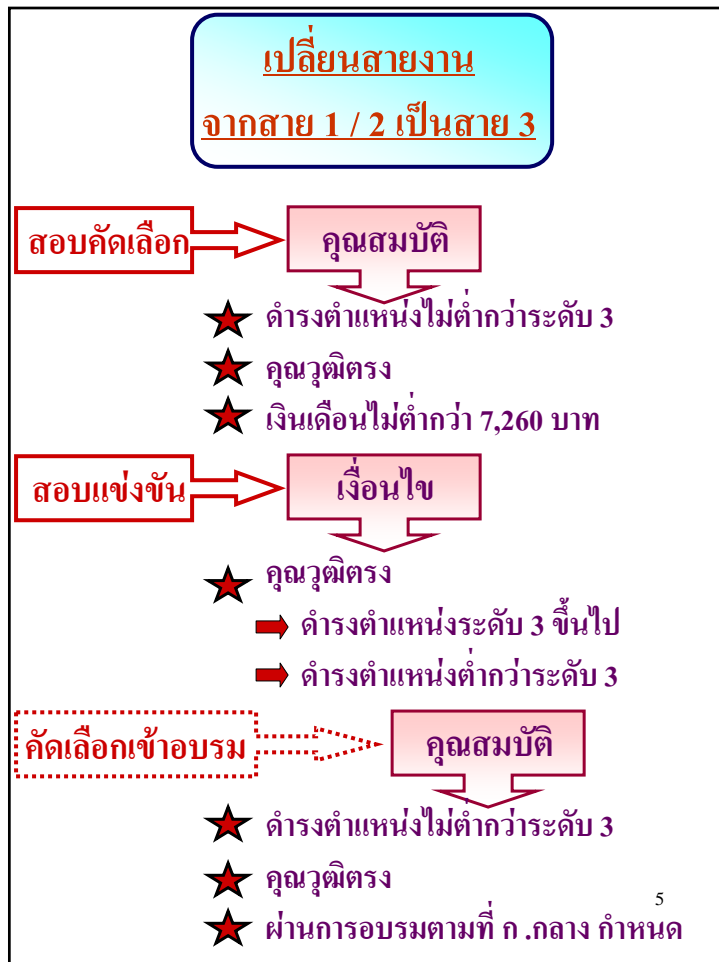 เปลี่ยนสายงาน
จากสาย 1 / 2 เป็นสาย 3
สอบคัดเลือก
คุณสมบัติ
ดำรงตำแหน่งไม่ต่ำกว่าระดับ 3
คุณวุฒิตรง
เงินเดือนไม่ต่ำกว่า 7,260 บาท
สอบแข่งขัน
เงื่อนไข
คุณวุฒิตรง
ดำรงตำแหน่งระดับ 3 ขึ้นไป
ดำรงตำแหน่งต่ำกว่าระดับ 3
คัดเลือกเข้าอบรม
คุณสมบัติ
ดำรงตำแหน่งไม่ต่ำกว่าระดับ 3
คุณวุฒิตรง
ผ่านการอบรมตามที่ ก .กลาง กำหนด
5